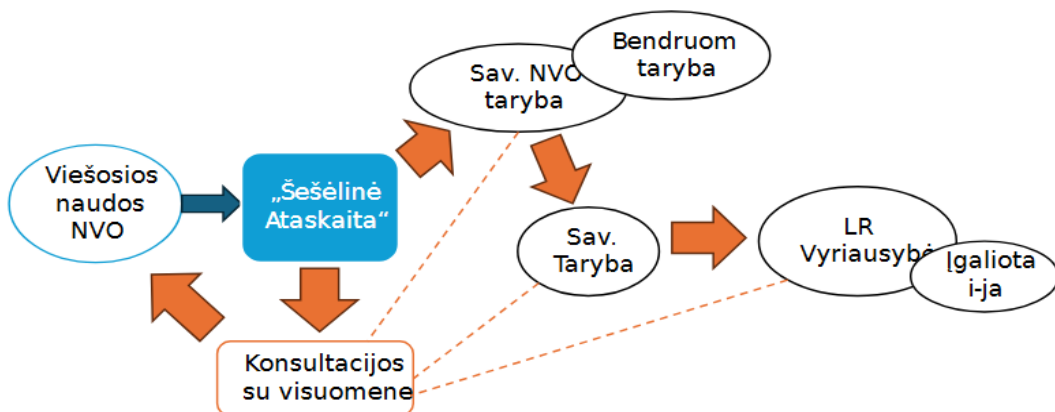 Bendruom
taryba
Sav. NVO
taryba
Viešosios
naudos
NVO
„Šešėlinė
Ataskaita“
Sav.
Taryba
LR
Vyriausybė
Įgaliota
i-ja
Konsultacijos
su visuomene